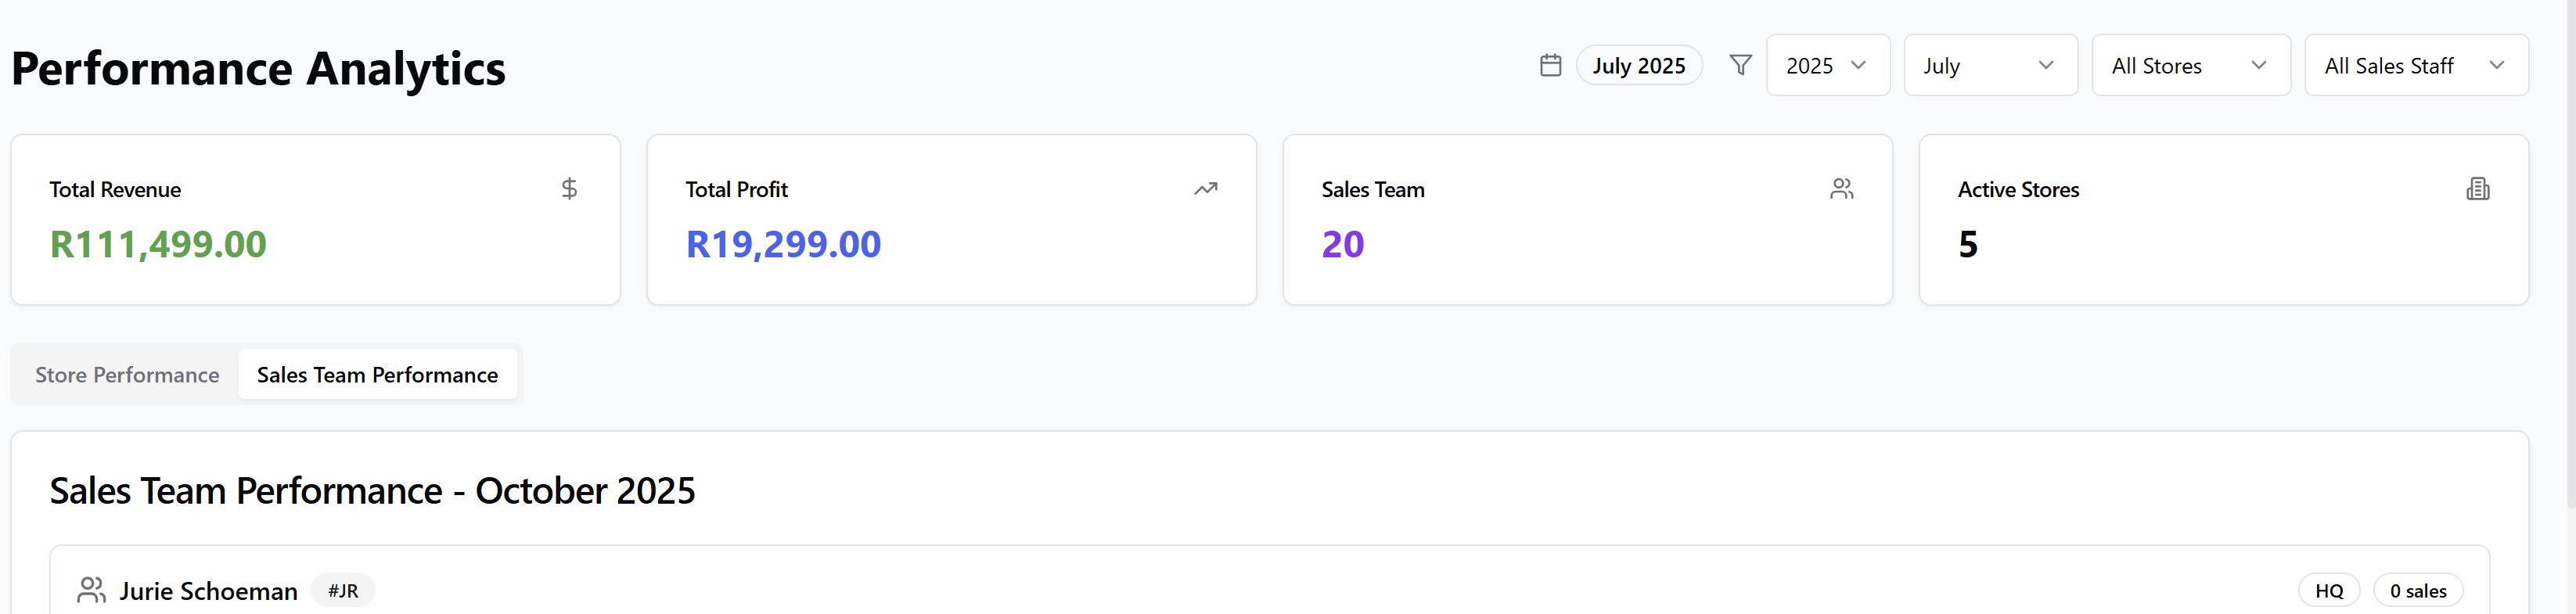 Performance Analytics
July 2025
2025
July
All Stores
All Sales Staff
Total Revenue
R111,499.00
Total Profit
R19,299.00
Sales Team
20
Active Stores
5
Store Performance
Sales Team Performance
Sales Team Performance - October 2025
Jurie Schoeman #JR
HQ
0 sales